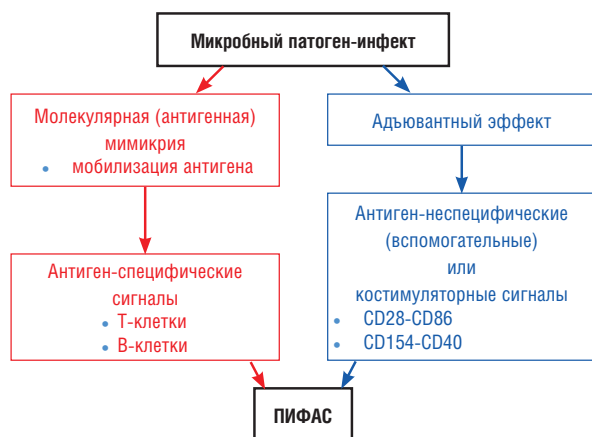 Микробный патоген-инфект
Молекулярная (антигенная)
мимикрия
• мобилизация антигена
Адъювантный эффект
Антиген-специфические
сигналы
• Т-клетки
• В-клетки
Антиген-неспецифические
(вспомогательные)
или
костимуляторные сигналы
• CD28-CD86
• CD154-CD40
ПИФАС